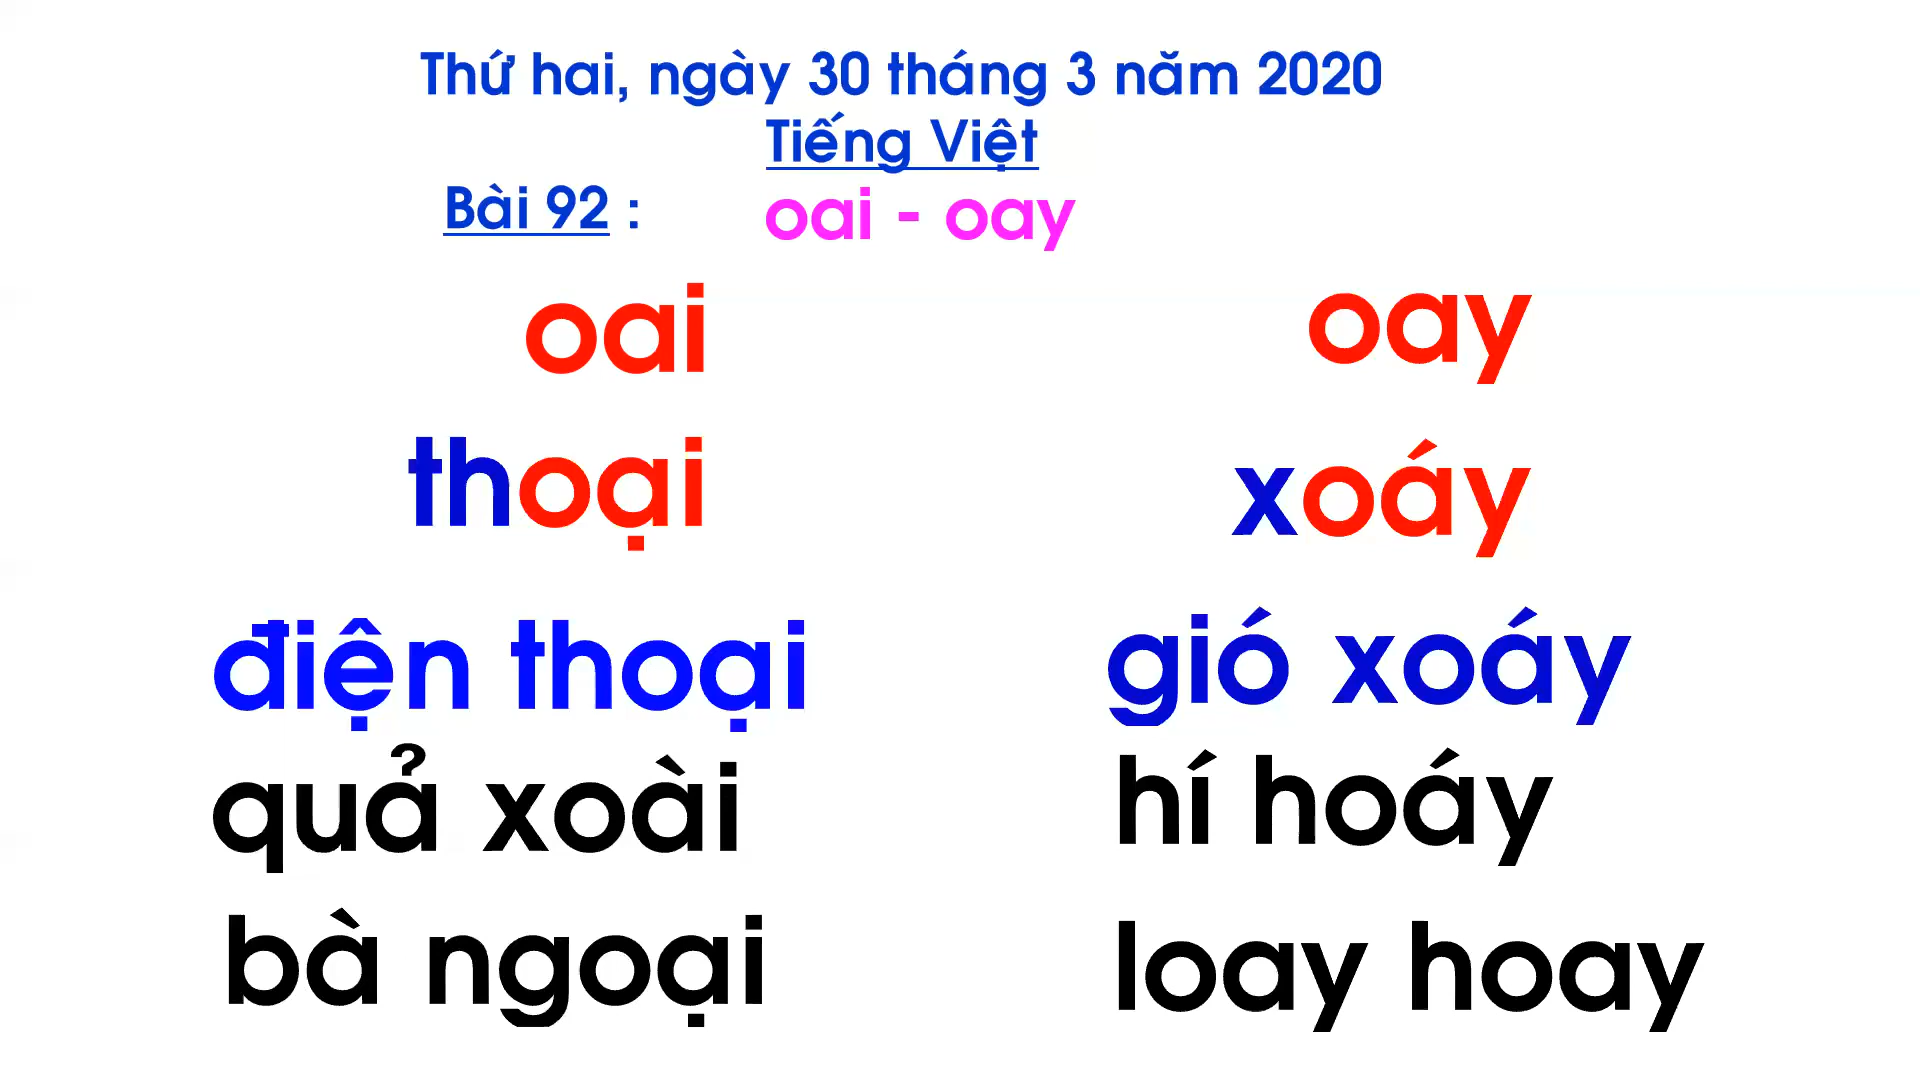 Thứ hai, ngày 30 tháng 3 năm 2020
Tiếng Việt
Bài 92 : oai - oay
oai oay
thoại xoáy
điện thoại gió xoáy
quả xoài hí hoáy
bà ngoại loay hoay